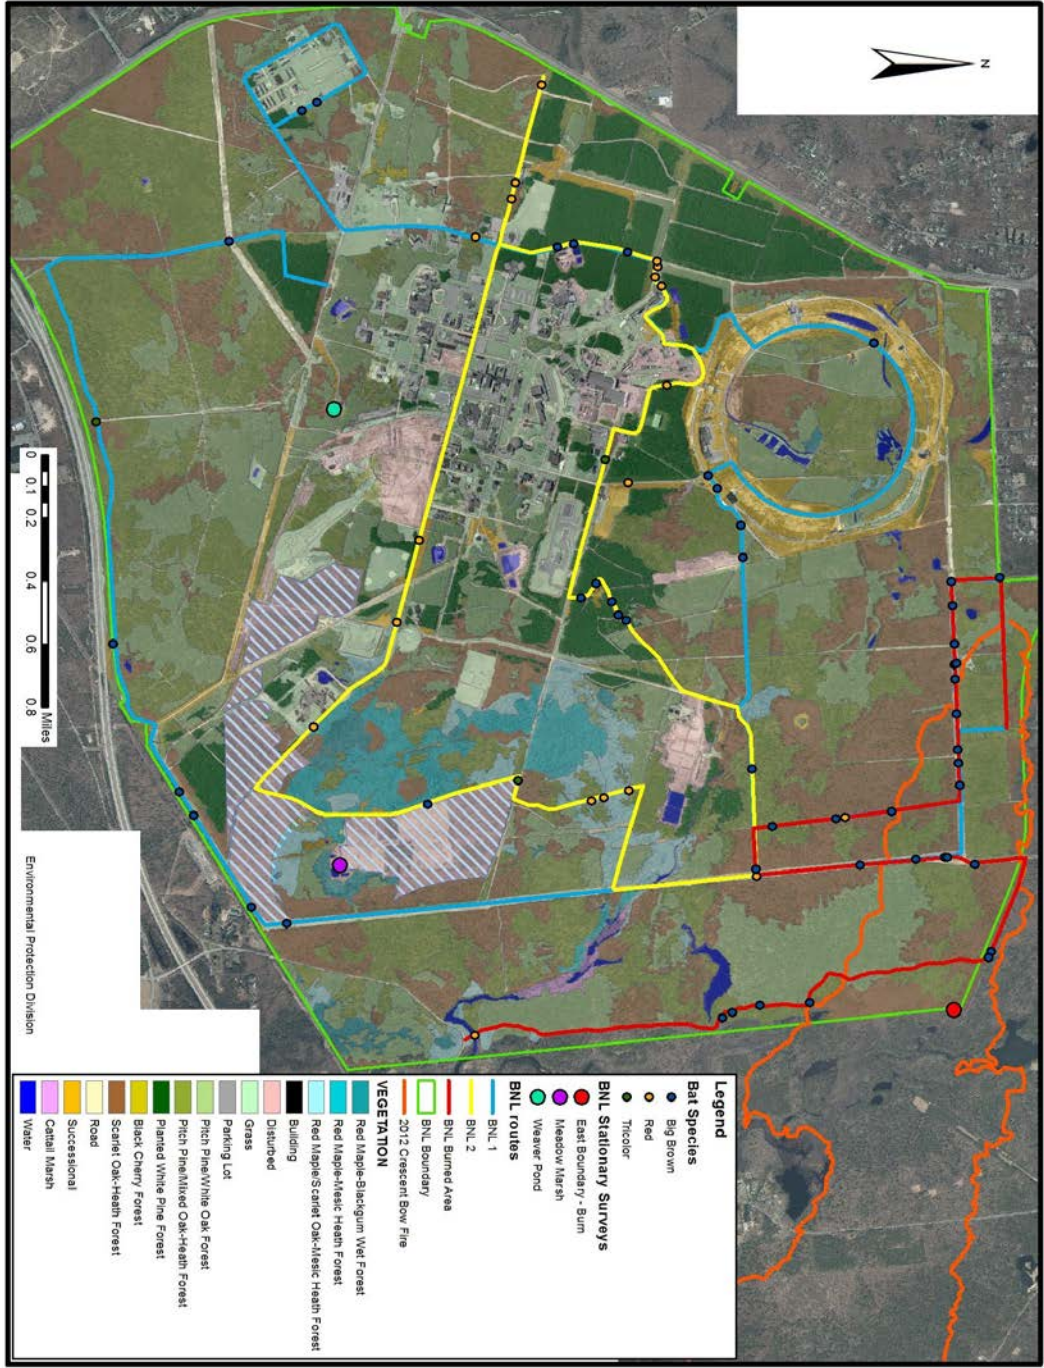 N
Legend
Bat Species
Big Brown
Red
Tricolor
BNL Stationary Surveys
East Boundary - Burn
Meadow Marsh
Weaver Pond
BNL routes
BNL 1
BNL 2
BNL Burned Area
BNL Boundary
2012 Crescent Bow Fire
VEGETATION
Red Maple-Blackgum Wet Forest
Red Maple-Mesic Heath Forest
Red Maple/Scarlet Oak-Mesic Heath Forest
Building
Disturbed
Grass
Parking Lot
Pitch Pine/White Oak Forest
Pitch Pine/Mixed Oak-Heath Forest
Planted White Pine Forest
Black Cherry Forest
Scarlet Oak-Heath Forest
Road
Successional
Cattail Marsh
Water
0 0.1 0.2 0.4 0.6 0.8
Miles
Environmental Protection Division